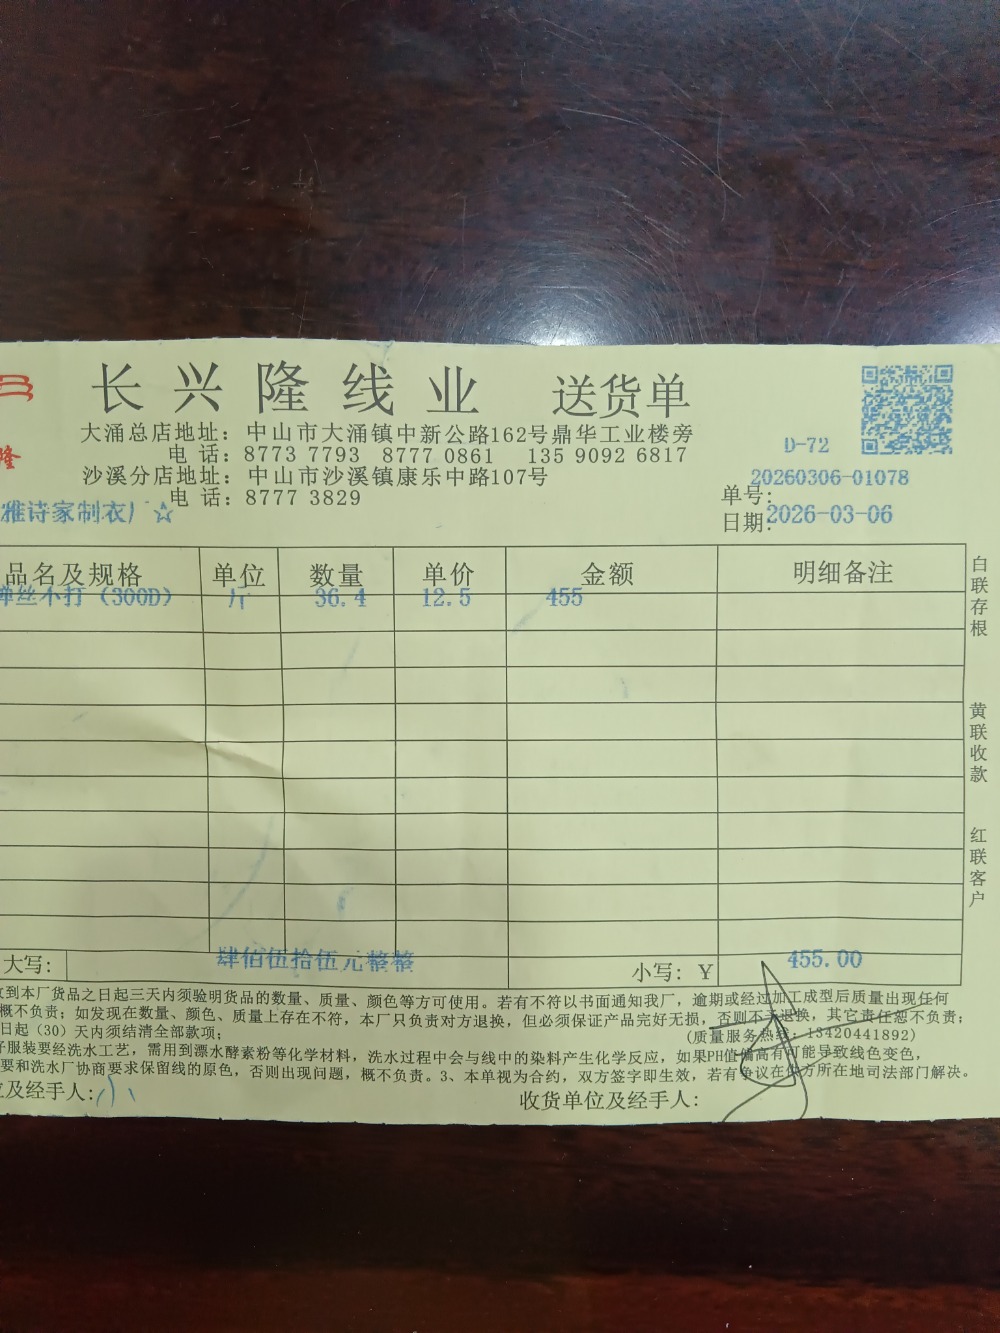 长兴隆线业 送货单
隆
大涌总店地址：中山市大涌镇中新公路162号鼎华工业楼旁
电 话：8773 7793 8777 0861 135 9092 6817
沙溪分店地址：中山市沙溪镇康乐中路107号
电 话：8777 3829
D-72
单号：20260306-01078
日期：2026-03-06
雅诗家制衣厂☆
品名及规格 单位 数量 单价 金额 明细备注
弹丝不打（300D） 斤 36.4 12.5 455
白联存根
黄联收款
红联客户
大写： 肆佰伍拾伍元整整 小写：Y 455.00
到本厂货品之日起三天内须验明货品的数量、质量、颜色等方可使用。若有不符以书面通知我厂，逾期或经过加工成型后质量出现任何
概不负责；如发现在数量、颜色、质量上存在不符，本厂只负责对方退换，但必须保证产品完好无损，否则不予退换，其它责任恕不负责；
日起（30）天内须结清全部款项； (质量服务热线：13420441892)
服装要经洗水工艺，需用到漂水酵素粉等化学材料，洗水过程中会与线中的染料产生化学反应，如果PH值偏高有可能导致线色变色，
要和洗水厂协商要求保留线的原色，否则出现问题，概不负责。3、本单视为合约，双方签字即生效，若有争议在供方所在地司法部门解决。
位及经手人： 收货单位及经手人：